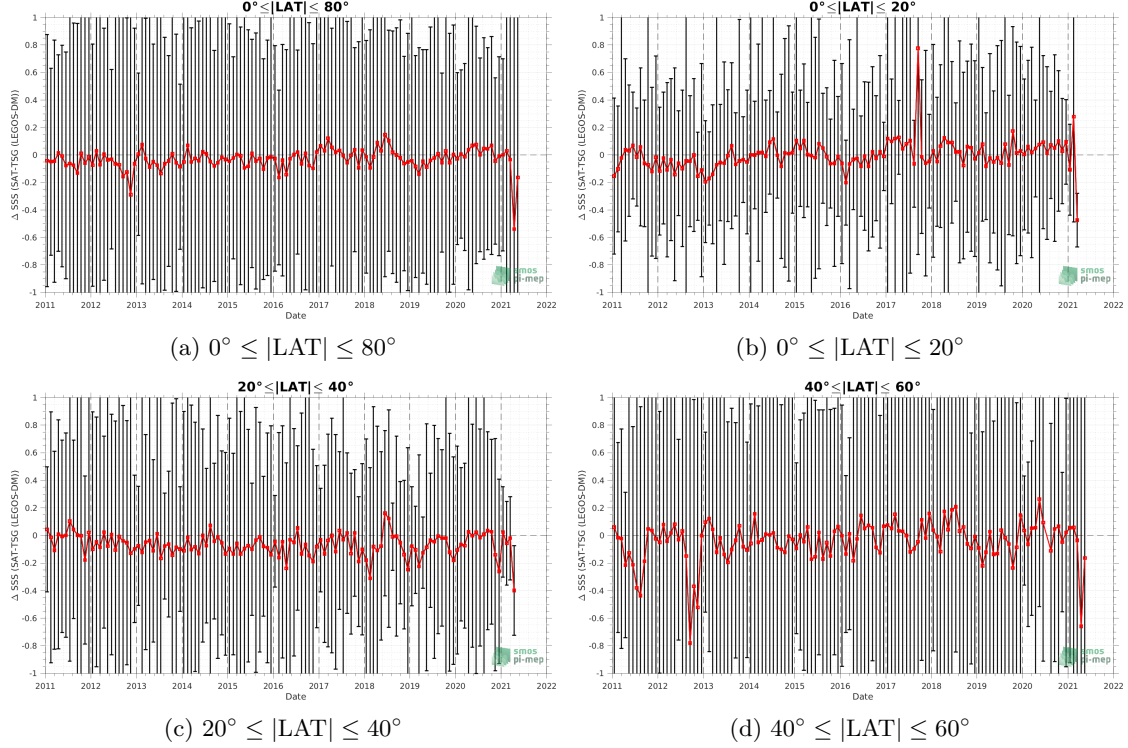 0°≤|LAT|≤ 80°
Δ SSS (SAT-TSG (LEGOS-DM))
1
0.8
0.6
0.4
0.2
0
-0.2
-0.4
-0.6
-0.8
-1
2011 2012 2013 2014 2015 2016 2017 2018 2019 2020 2021 2022
Date
smos
pi-mep
(a) 0° ≤ |LAT| ≤ 80°
0°≤|LAT|≤ 20°
Δ SSS (SAT-TSG (LEGOS-DM))
1
0.8
0.6
0.4
0.2
0
-0.2
-0.4
-0.6
-0.8
-1
2011 2012 2013 2014 2015 2016 2017 2018 2019 2020 2021 2022
Date
smos
pi-mep
(b) 0° ≤ |LAT| ≤ 20°
20°≤|LAT|≤ 40°
Δ SSS (SAT-TSG (LEGOS-DM))
1
0.8
0.6
0.4
0.2
0
-0.2
-0.4
-0.6
-0.8
-1
2011 2012 2013 2014 2015 2016 2017 2018 2019 2020 2021 2022
Date
smos
pi-mep
(c) 20° ≤ |LAT| ≤ 40°
40°≤|LAT|≤ 60°
Δ SSS (SAT-TSG (LEGOS-DM))
1
0.8
0.6
0.4
0.2
0
-0.2
-0.4
-0.6
-0.8
-1
2011 2012 2013 2014 2015 2016 2017 2018 2019 2020 2021 2022
Date
smos
pi-mep
(d) 40° ≤ |LAT| ≤ 60°